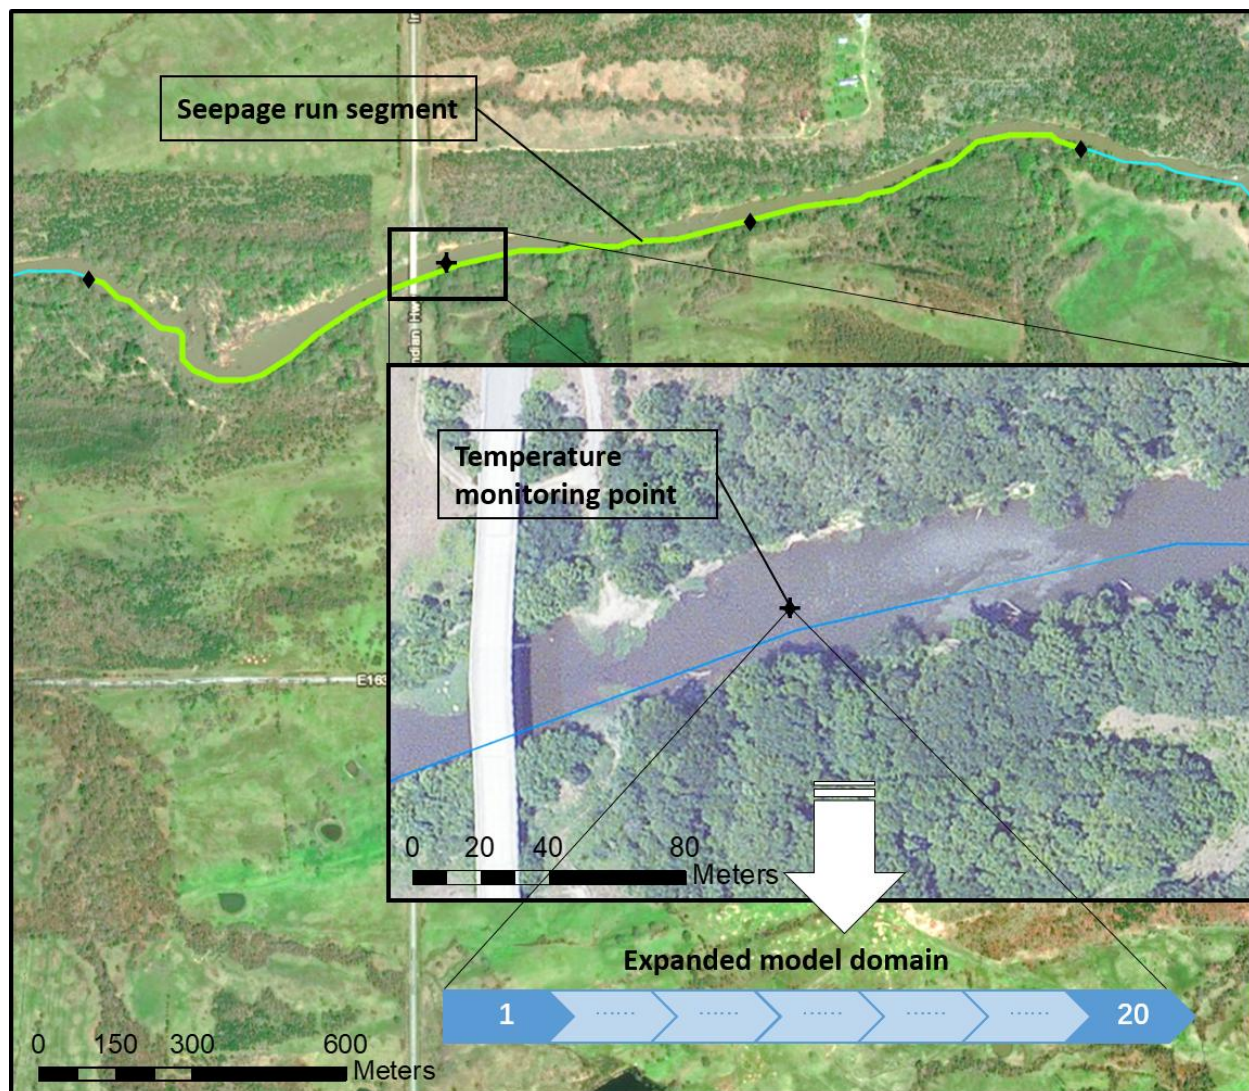 Seepage run segment
Temperature
monitoring point
0 20 40 80
Meters
Expanded model domain
1 ...... ...... ...... ...... ...... 20
0 150 300 600
Meters
E163